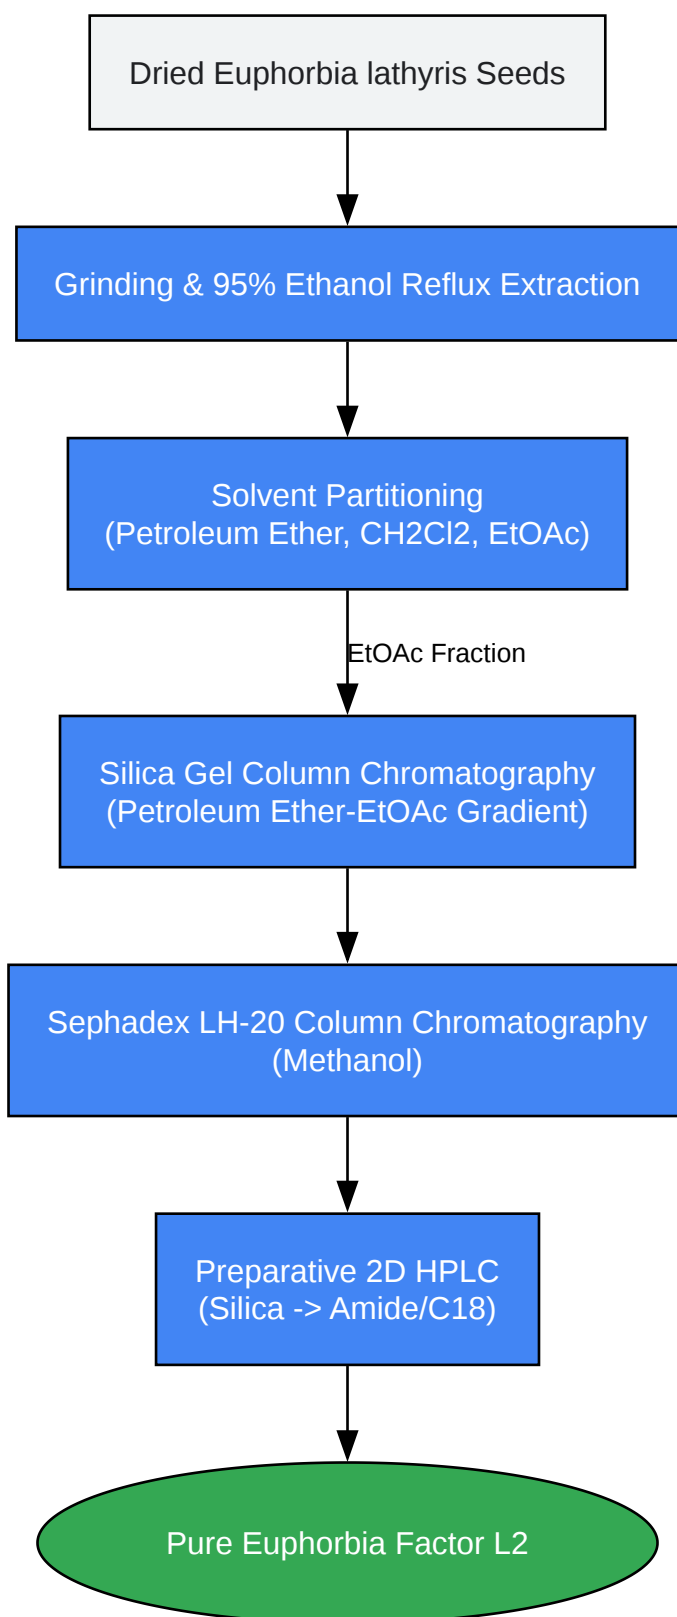 Dried Euphorbia lathyris Seeds
Grinding & 95% Ethanol Reflux Extraction
Solvent Partitioning
(Petroleum Ether, CH2Cl2, EtOAc)
EtOAc Fraction
Silica Gel Column Chromatography
(Petroleum Ether-EtOAc Gradient)
Sephadex LH-20 Column Chromatography
(Methanol)
Preparative 2D HPLC
(Silica -> Amide/C18)
Pure Euphorbia Factor L2